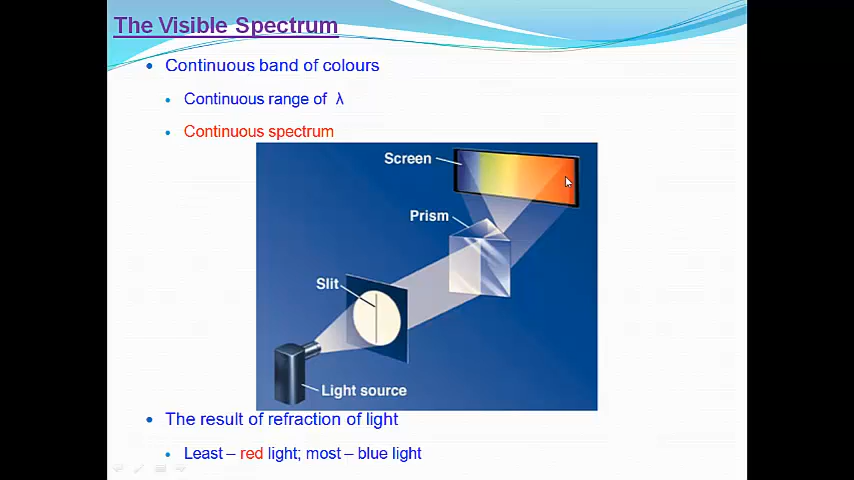 The Visible Spectrum
Continuous band of colours
Continuous range of λ
Continuous spectrum
Screen
Prism
Slit
Light source
The result of refraction of light
Least – red light; most – blue light